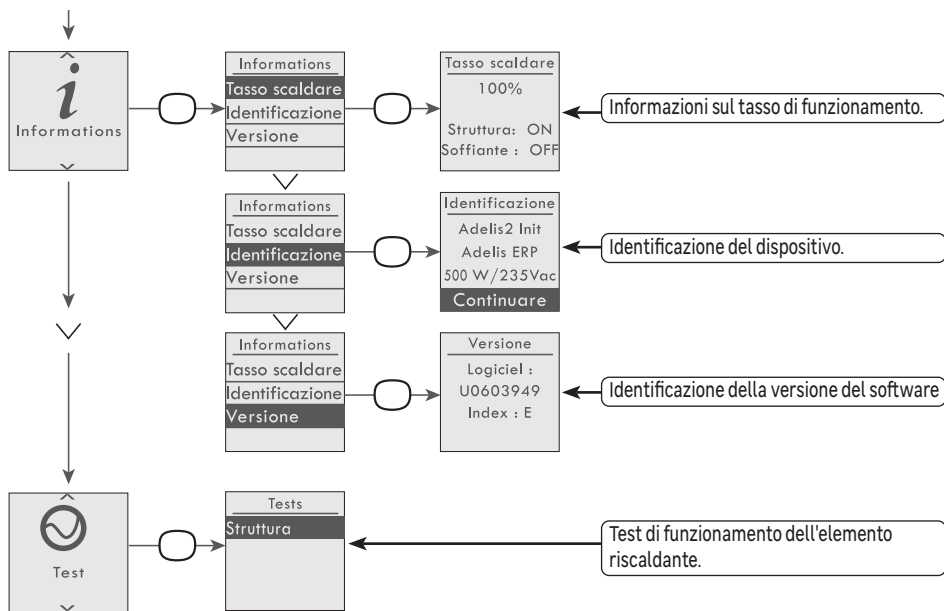 Informations
Informations
Tasso scaldare
Identificazione
Versione
Tasso scaldare
100%
Struttura: ON
Soffiante : OFF
Informazioni sul tasso di funzionamento.
Informations
Tasso scaldare
Identificazione
Versione
Identificazione
Adelis2 Init
Adelis ERP
500 W/235Vac
Continuare
Identificazione del dispositivo.
Informations
Tasso scaldare
Identificazione
Versione
Versione
Logiciel :
U0603949
Index : E
Identificazione della versione del software
Test
Tests
Struttura
Test di funzionamento dell'elemento
riscaldante.